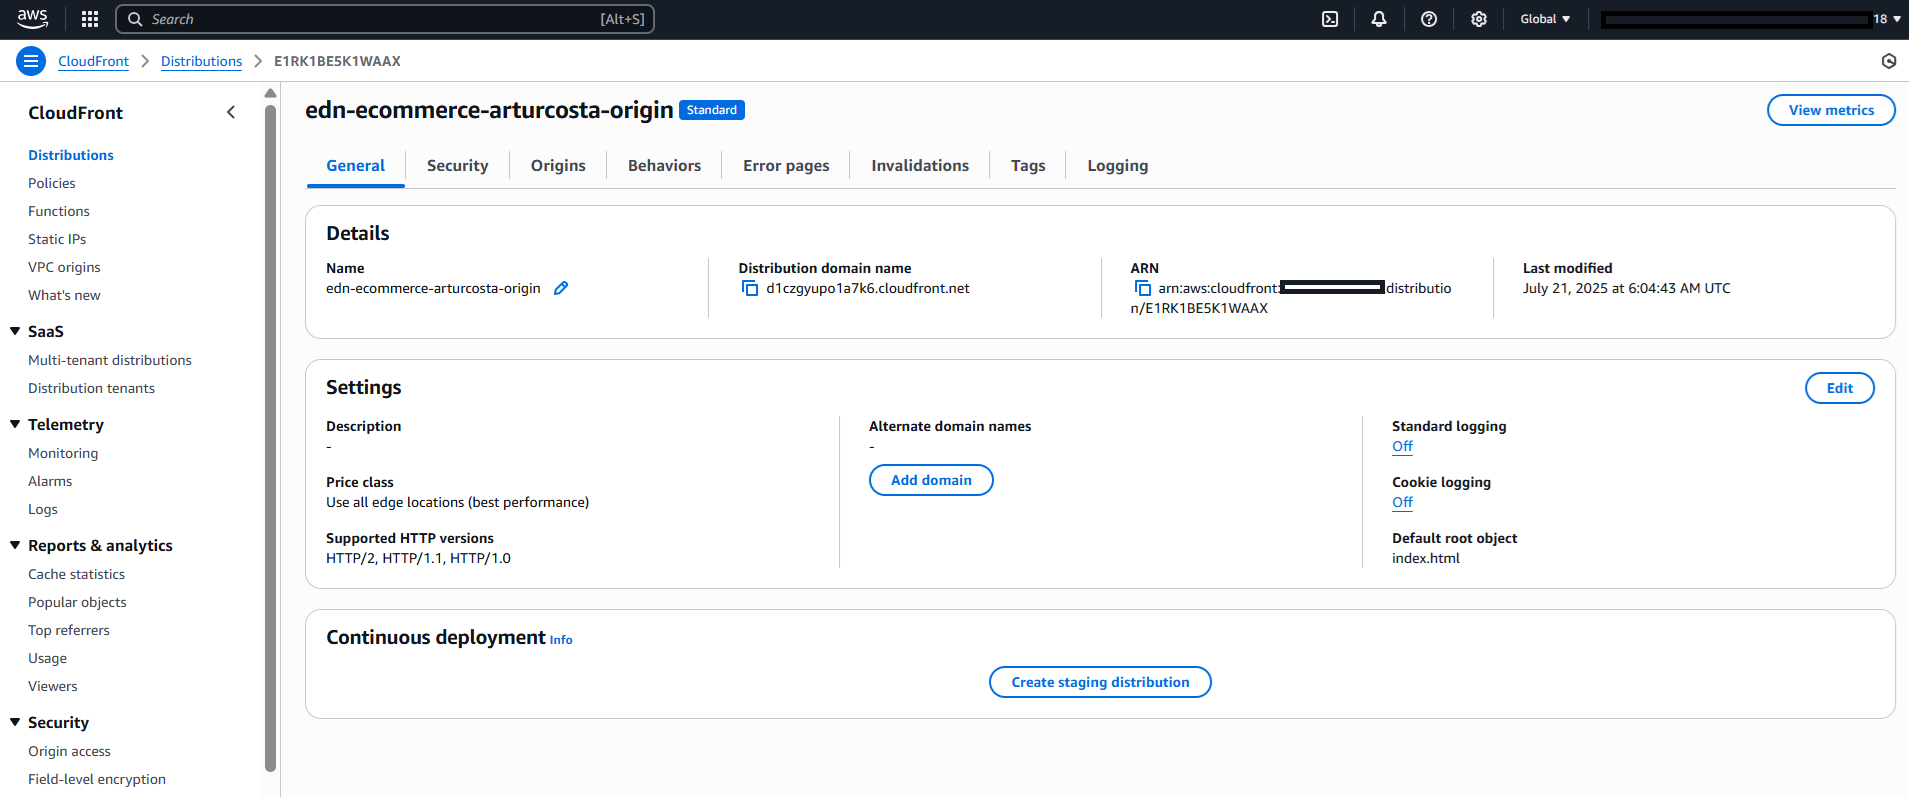 aws
Search [Alt+S]
Global
18
CloudFront
Distributions
E1RK1BE5K1WAAX
CloudFront
Distributions
Policies
Functions
Static IPs
VPC origins
What's new
SaaS
Multi-tenant distributions
Distribution tenants
Telemetry
Monitoring
Alarms
Logs
Reports & analytics
Cache statistics
Popular objects
Top referrers
Usage
Viewers
Security
Origin access
Field-level encryption
edn-ecommerce-arturcosta-origin Standard
View metrics
General
Security
Origins
Behaviors
Error pages
Invalidations
Tags
Logging
Details
Name
edn-ecommerce-arturcosta-origin
Distribution domain name
d1czgyupo1a7k6.cloudfront.net
ARN
arn:aws:cloudfront: distributio
n/E1RK1BE5K1WAAX
Last modified
July 21, 2025 at 6:04:43 AM UTC
Settings
Edit
Description
-
Price class
Use all edge locations (best performance)
Supported HTTP versions
HTTP/2, HTTP/1.1, HTTP/1.0
Alternate domain names
-
Add domain
Standard logging
Off
Cookie logging
Off
Default root object
index.html
Continuous deployment Info
Create staging distribution